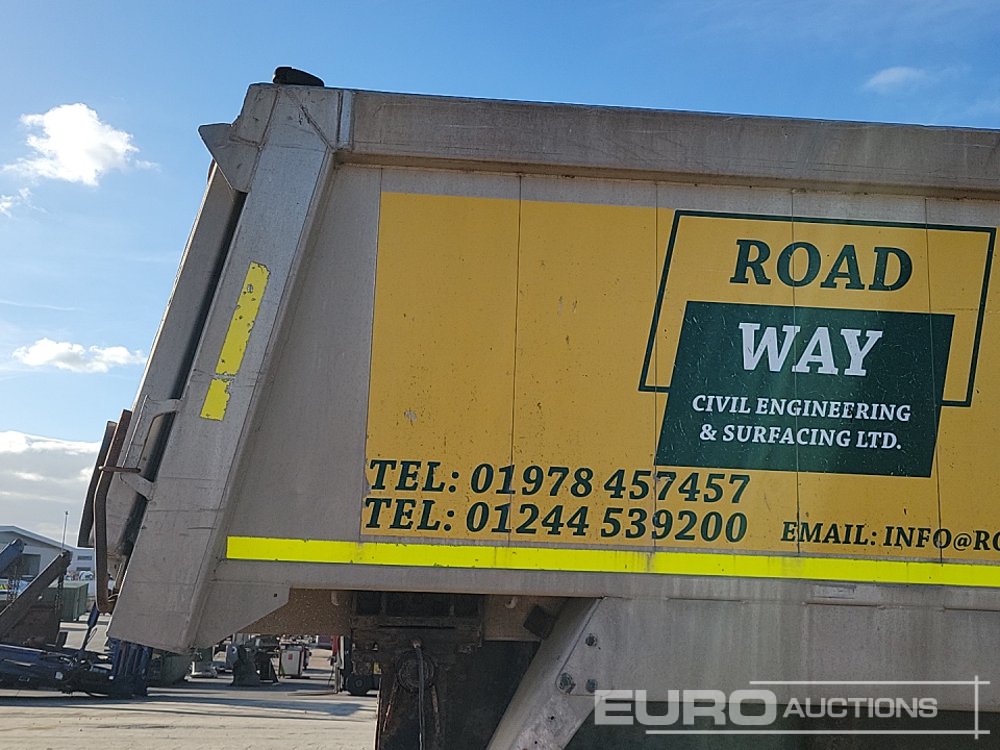 ROAD
WAY
CIVIL ENGINEERING
& SURFACING LTD.
TEL: 01978 457457
TEL: 01244 539200
EMAIL: INFO@RO
EURO AUCTIONS